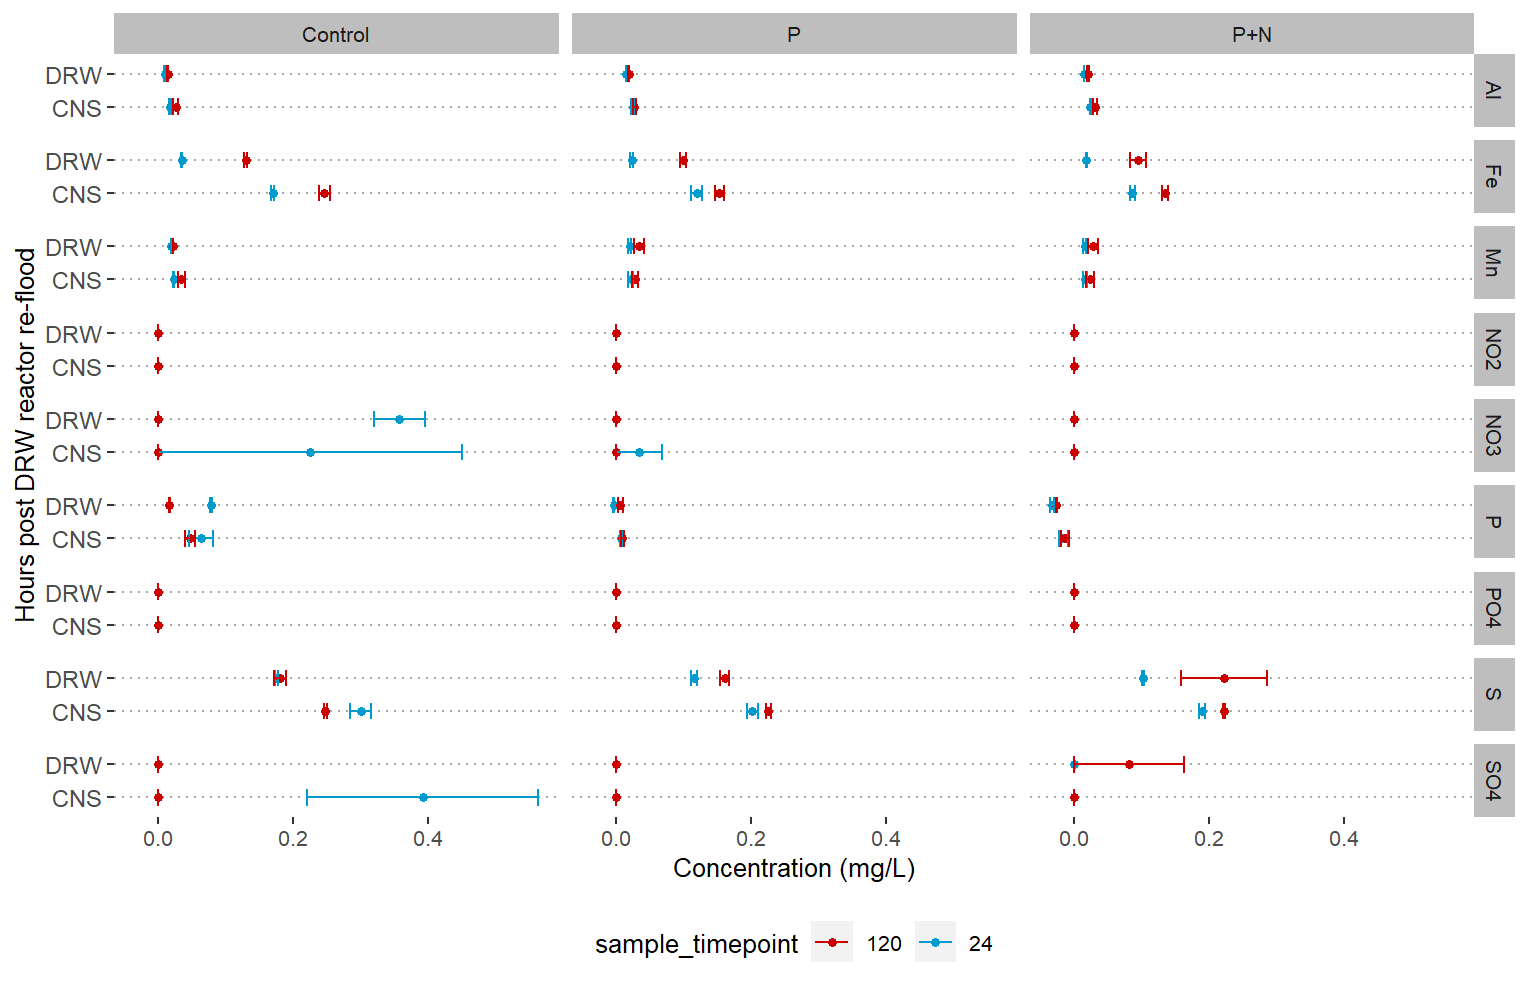 Control
P
P+N
DRW
CNS
Al
DRW
CNS
Fe
DRW
CNS
Mn
DRW
CNS
NO2
DRW
CNS
NO3
DRW
CNS
P
DRW
CNS
PO4
DRW
CNS
S
DRW
CNS
SO4
Hours post DRW reactor re-flood
0.0 0.2 0.4
0.0 0.2 0.4
0.0 0.2 0.4
Concentration (mg/L)
sample_timepoint 120 24